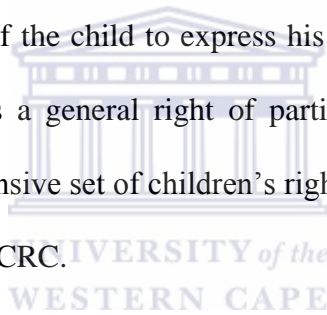 f the child to express his
s a general right of parti
nsive set of children’s righ
CRC.
UNIVERSITY of the
WESTERN CAPE